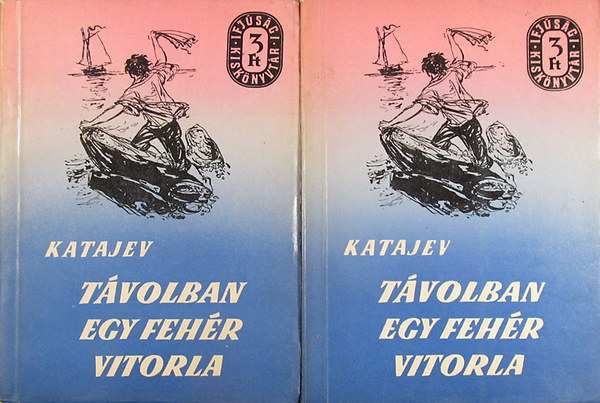 IFJÚSÁGI KISKÖNYVTÁR
3 Ft
KATAJEV
TÁVOLBAN
EGY FEHÉR
VITORLA
IFJÚSÁGI KISKÖNYVTÁR
3 Ft
KATAJEV
TÁVOLBAN
EGY FEHÉR
VITORLA